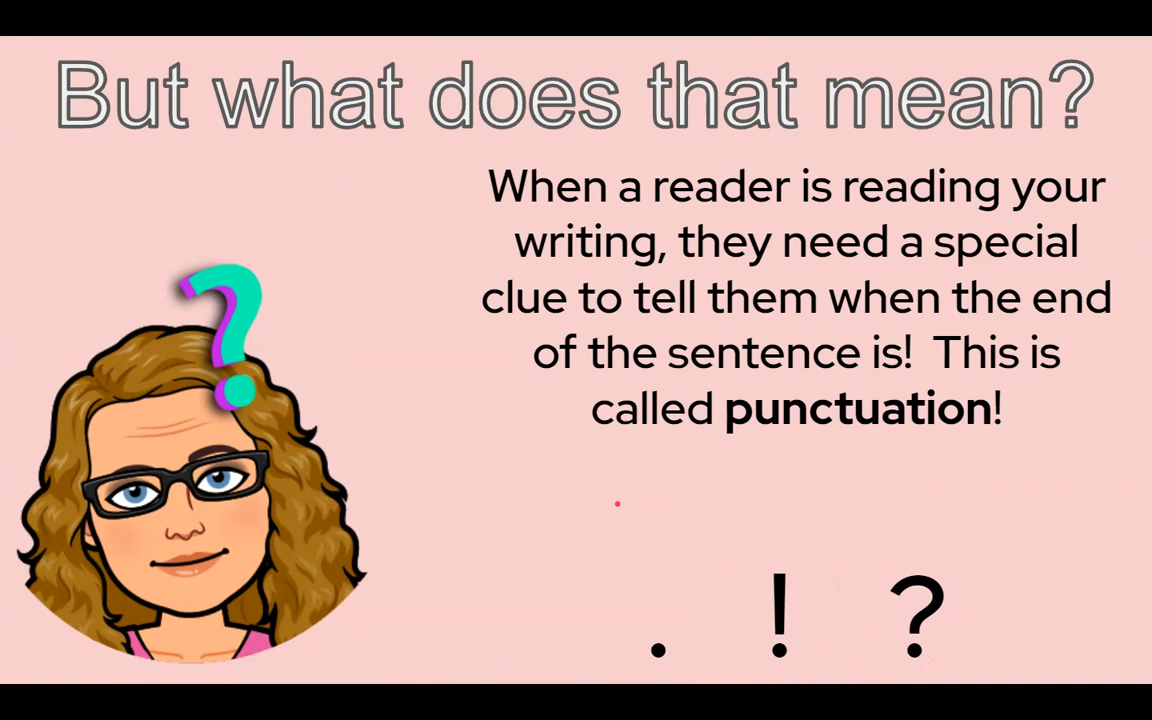 But what does that mean?
When a reader is reading your
writing, they need a special
clue to tell them when the end
of the sentence is!  This is
called punctuation!
?
. ! ?